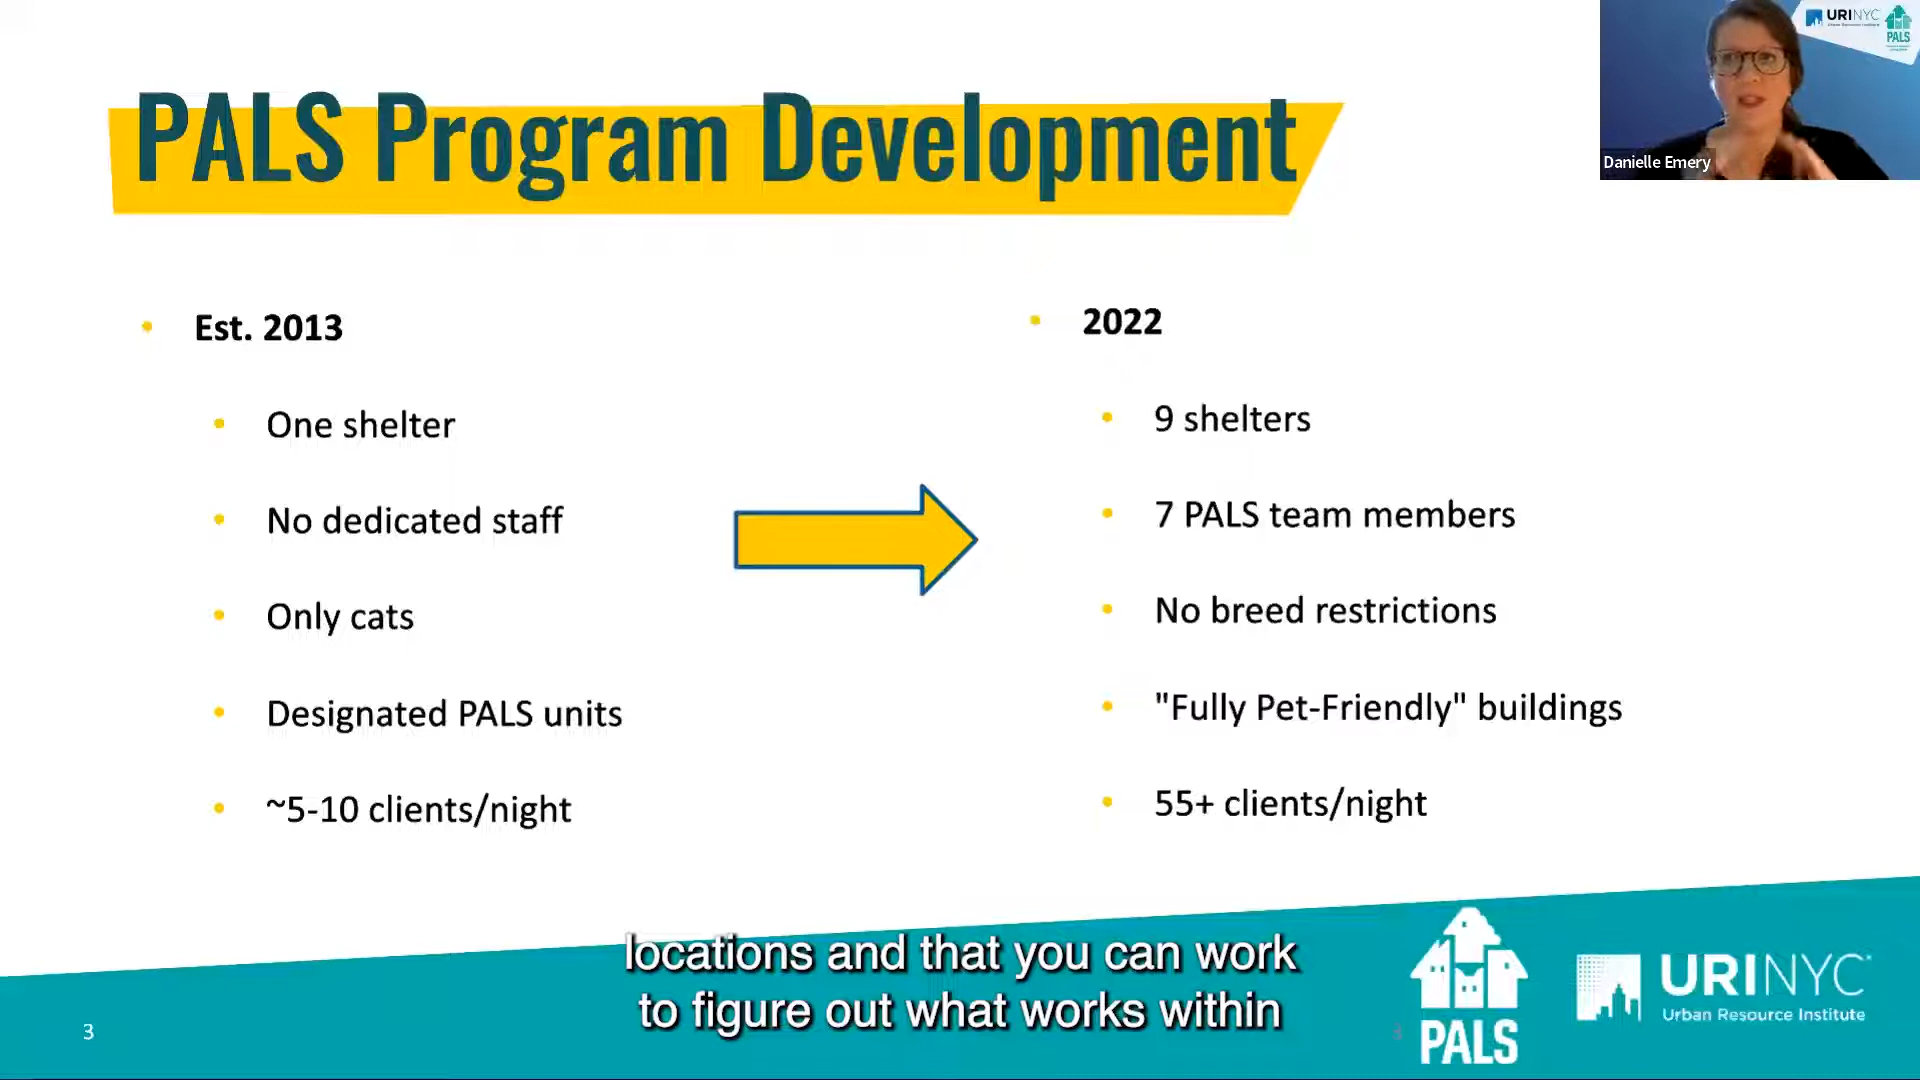 PALS Program Development
URINYC
PALS
Danielle Emery
Est. 2013
One shelter
No dedicated staff
Only cats
Designated PALS units
~5-10 clients/night
2022
9 shelters
7 PALS team members
No breed restrictions
"Fully Pet-Friendly" buildings
55+ clients/night
locations and that you can work
to figure out what works within
3
3
PALS
URINYC
Urban Resource Institute